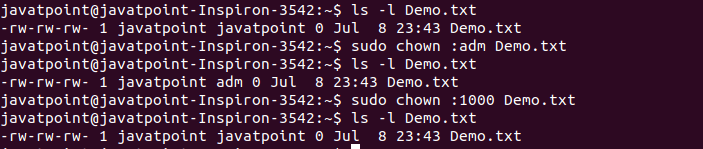 javatpoint@javatpoint-Inspiron-3542:~$ ls -l Demo.txt
-rw-rw-rw- 1 javatpoint javatpoint 0 Jul  8 23:43 Demo.txt
javatpoint@javatpoint-Inspiron-3542:~$ sudo chown :adm Demo.txt
javatpoint@javatpoint-Inspiron-3542:~$ ls -l Demo.txt
-rw-rw-rw- 1 javatpoint adm 0 Jul  8 23:43 Demo.txt
javatpoint@javatpoint-Inspiron-3542:~$ sudo chown :1000 Demo.txt
javatpoint@javatpoint-Inspiron-3542:~$ ls -l Demo.txt
-rw-rw-rw- 1 javatpoint javatpoint 0 Jul  8 23:43 Demo.txt